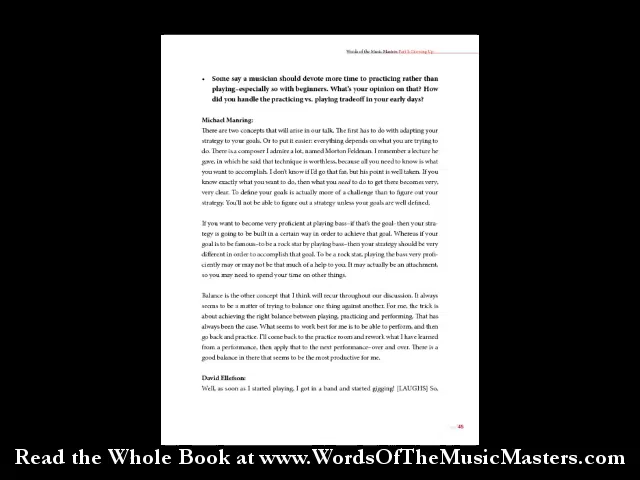 Words of the Music Masters Part I: Growing Up
• Some say a musician should devote more time to practicing rather than
playing-especially so with beginners. What's your opinion on that? How
did you handle the practicing vs. playing tradeoff in your early days?
Michael Manring:
There are two concepts that will arise in our talk. The first has to do with adapting your
strategy to your goals. Or to put it easier: everything depends on what you are trying to
do. There is a composer I admire a lot, named Morton Feldman. I remember a lecture he
gave, in which he said that technique is worthless, because all you need to know is what
you want to accomplish. I don't know if I'd go that far, but his point is well taken. If you
know exactly what you want to do, then what you need to do to get there becomes very,
very clear. To define your goals is actually more of a challenge than to figure out your
strategy. You'll not be able to figure out a strategy unless your goals are well defined.
If you want to become very proficient at playing bass–if that's the goal- then your stra-
tegy is going to be built in a certain way in order to achieve that goal. Whereas if your
goal is to be famous–to be a rock star by playing bass–then your strategy should be very
different in order to accomplish that goal. To be a rock star, playing the bass very profi-
ciently may or may not be that much of a help to you. It may actually be an attachment,
so you may need to spend your time on other things.
Balance is the other concept that I think will recur throughout our discussion. It always
seems to be a matter of trying to balance one thing against another. For me, the trick is
about achieving the right balance between playing, practicing and performing. That has
always been the case. What seems to work best for me is to be able to perform, and then
go back and practice. I'll come back to the practice room and rework what I have learned
from a performance, then apply that to the next performance–over and over. There is a
good balance in there that seems to be the most productive for me.
David Ellefson:
Well, as soon as I started playing, I got in a band and started gigging! [LAUGHS] So,
45
Read the Whole Book at www.WordsOfTheMusicMasters.com